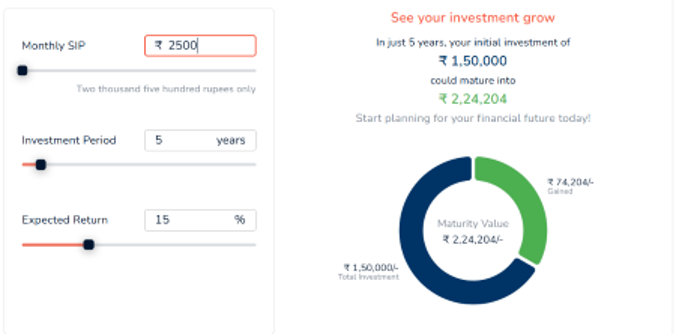 Monthly SIP
₹ 2500
Two thousand five hundred rupees only
Investment Period
5 years
Expected Return
15 %
See your investment grow
In just 5 years, your initial investment of
₹ 1,50,000
could mature into
₹ 2,24,204
Start planning for your financial future today!
₹ 74,204/-
Gained
Maturity Value
₹ 2,24,204/-
₹ 1,50,000/-
Total Investment